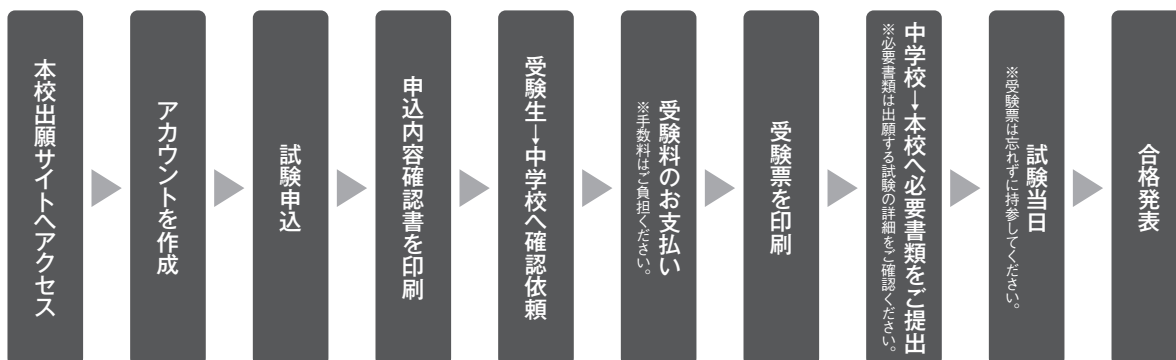 本校出願サイトへアクセス
アカウントを作成
試験申込
申込内容確認書を印刷
受験生→中学校へ確認依頼
受験料のお支払い
※手数料はご負担ください。
受験票を印刷
中学校→本校へ必要書類をご提出
※必要書類は出願する試験の詳細をご確認ください。
試験当日
※受験票は忘れずに持参してください。
合格発表